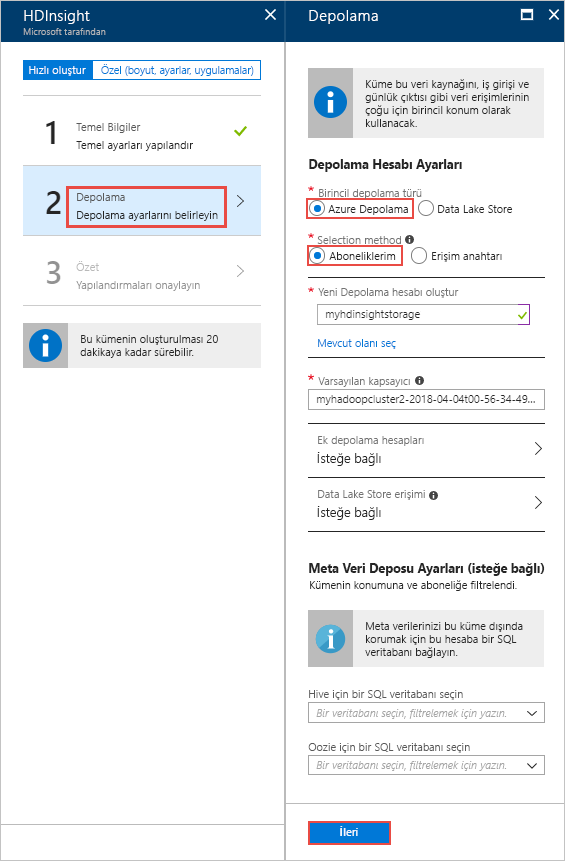 HDInsight
Microsoft tarafından
Hızlı oluştur
Özel (boyut, ayarlar, uygulamalar)
1
Temel Bilgiler
Temel ayarları yapılandır
2
Depolama
Depolama ayarlarını belirleyin
3
Özet
Yapılandırmaları onaylayın
Bu kümenin oluşturulması 20
dakikaya kadar sürebilir.
Depolama
Küme bu veri kaynağını, iş girişi ve
günlük çıktısı gibi veri erişimlerinin
çoğu için birincil konum olarak
kullanacak.
Depolama Hesabı Ayarları
* Birincil depolama türü
Azure Depolama
Data Lake Store
* Selection method
Aboneliklerim
Erişim anahtarı
* Yeni Depolama hesabı oluştur
myhdinsightstorage
Mevcut olanı seç
* Varsayılan kapsayıcı
myhadoopcluster2-2018-04-04t00-56-34-49...
Ek depolama hesapları
İsteğe bağlı
Data Lake Store erişimi
İsteğe bağlı
Meta Veri Deposu Ayarları (isteğe bağlı)
Kümenin konumuna ve aboneliğe filtrelendi.
Meta verilerinizi bu küme dışında
korumak için bu hesaba bir SQL
veritabanı bağlayın.
Hive için bir SQL veritabanı seçin
Bir veritabanı seçin, filtrelemek için yazın.
Oozie için bir SQL veritabanı seçin
Bir veritabanı seçin, filtrelemek için yazın.
İleri